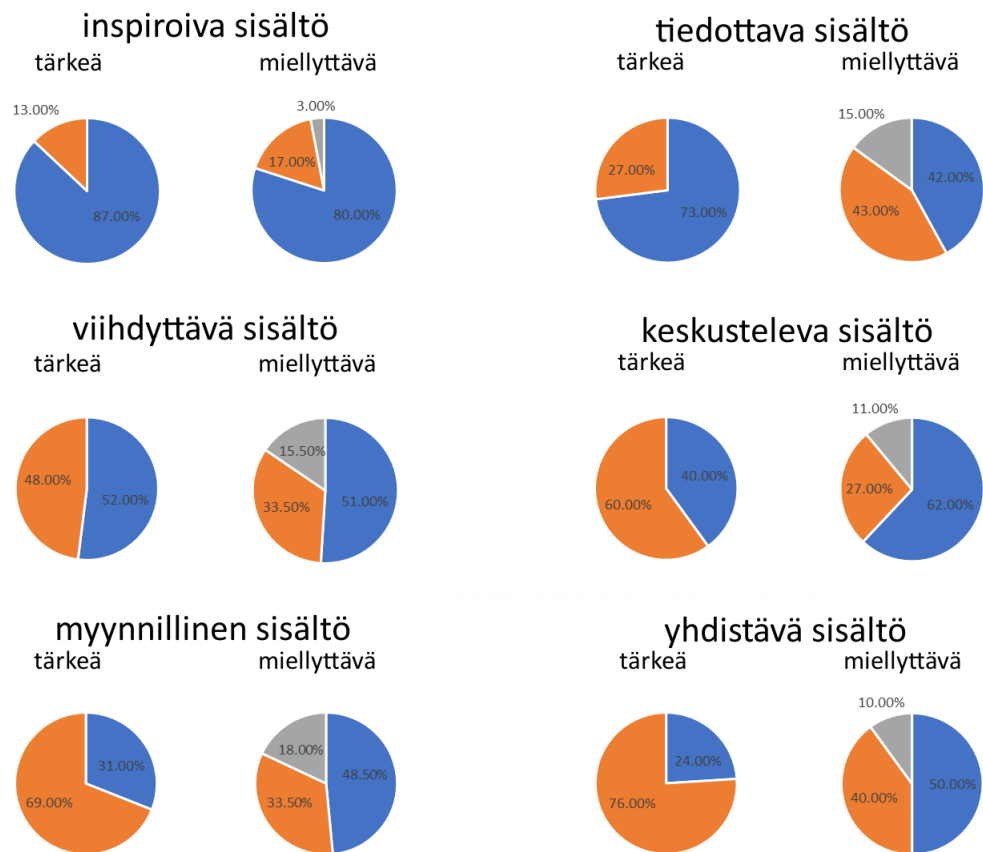 inspiroiva sisältö
tärkeä
miellyttävä
13.00%
87.00%
3.00%
17.00%
80.00%
tiedottava sisältö
tärkeä
miellyttävä
27.00%
73.00%
15.00%
42.00%
43.00%
viihdyttävä sisältö
tärkeä
miellyttävä
48.00%
52.00%
15.50%
33.50%
51.00%
keskusteleva sisältö
tärkeä
miellyttävä
40.00%
60.00%
11.00%
27.00%
62.00%
myynnillinen sisältö
tärkeä
miellyttävä
31.00%
69.00%
18.00%
48.50%
33.50%
yhdistävä sisältö
tärkeä
miellyttävä
24.00%
76.00%
10.00%
50.00%
40.00%